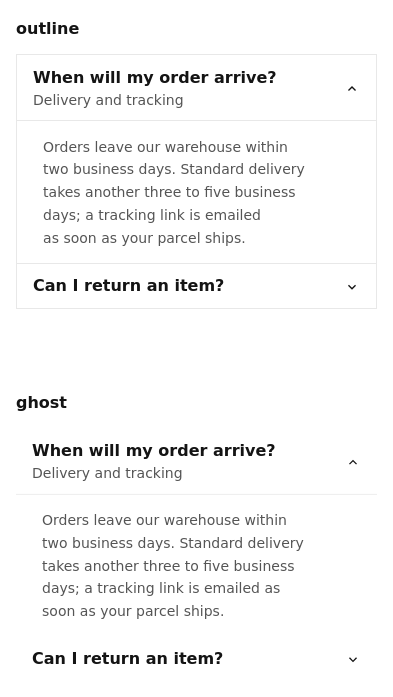 outline
When will my order arrive?
Delivery and tracking
Orders leave our warehouse within
two business days. Standard delivery
takes another three to five business
days; a tracking link is emailed
as soon as your parcel ships.
Can I return an item?
ghost
When will my order arrive?
Delivery and tracking
Orders leave our warehouse within
two business days. Standard delivery
takes another three to five business
days; a tracking link is emailed as
soon as your parcel ships.
Can I return an item?